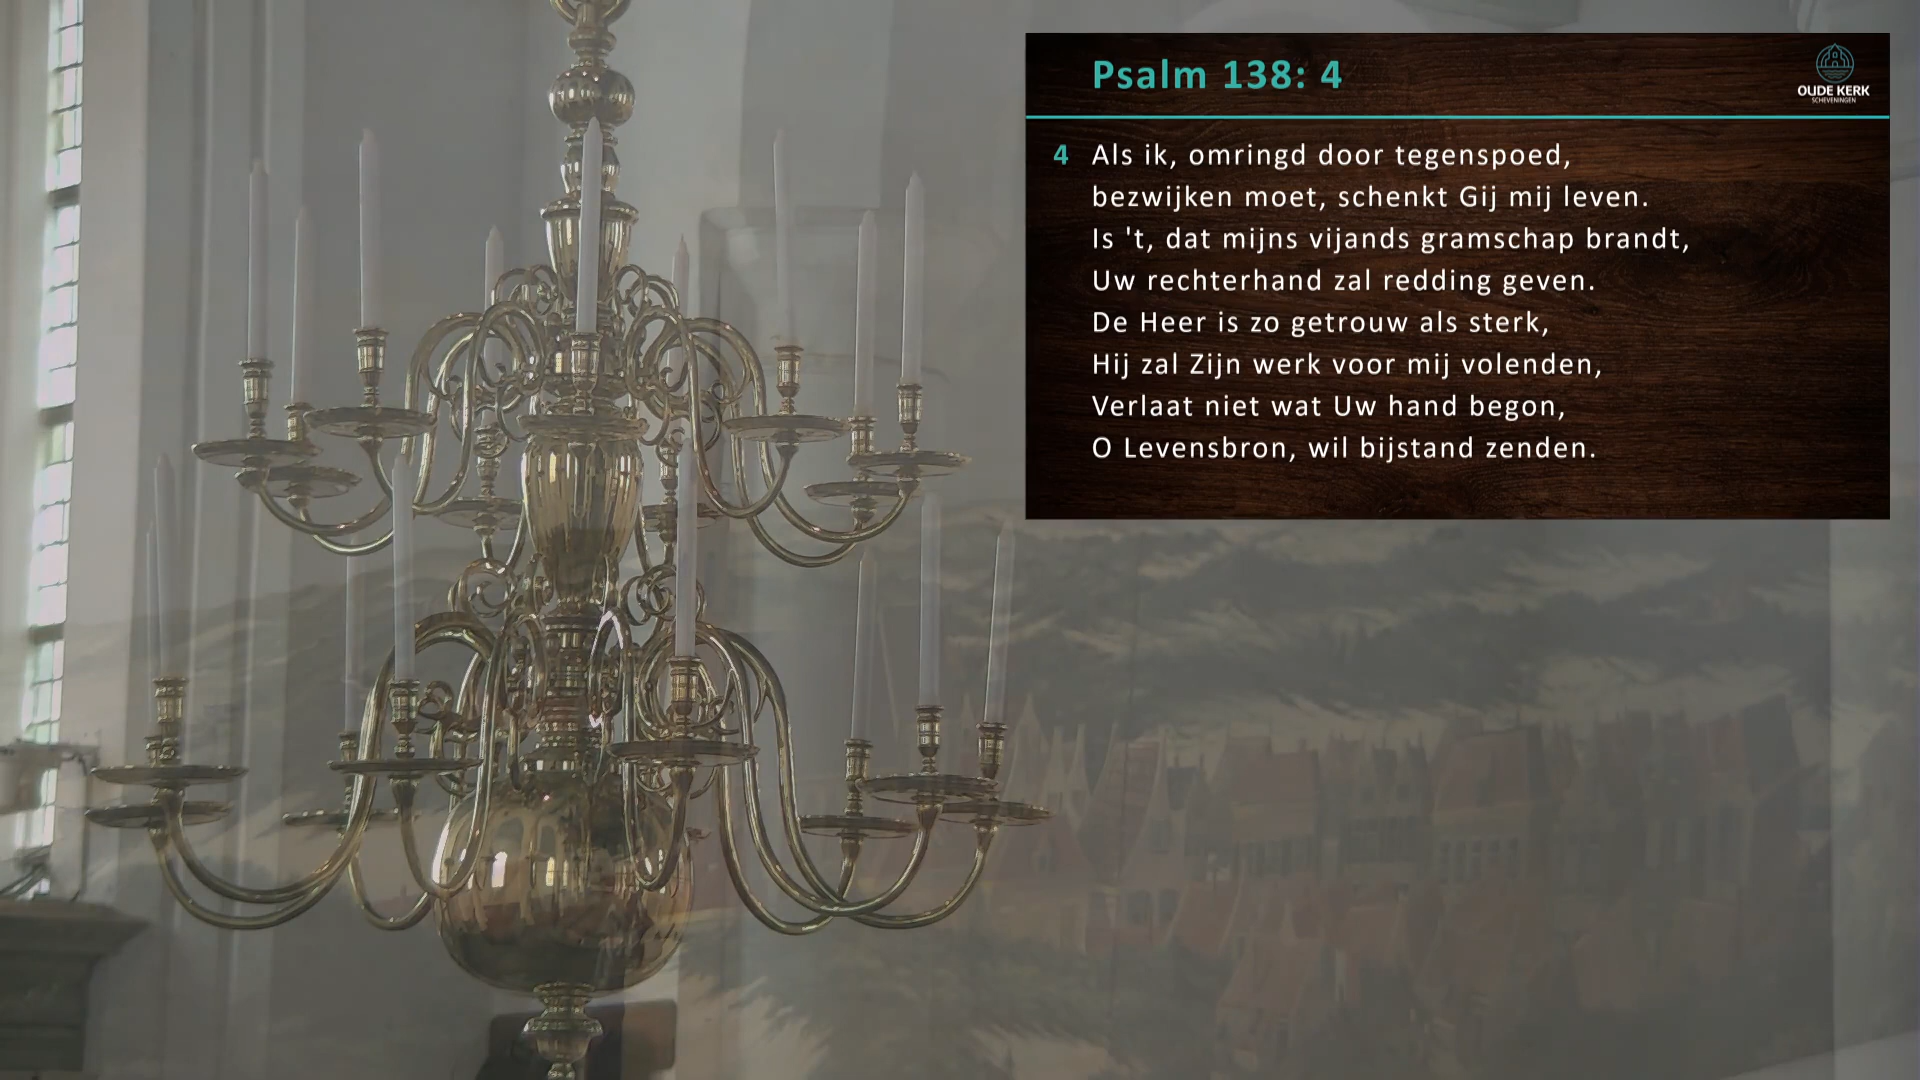 Psalm 138: 4
OUDE KERK
SCHEVENINGEN
4 Als ik, omringd door tegenspoed,
bezwijken moet, schenkt Gij mij leven.
Is 't, dat mijns vijands gramschap brandt,
Uw rechterhand zal redding geven.
De Heer is zo getrouw als sterk,
Hij zal Zijn werk voor mij volenden,
Verlaat niet wat Uw hand begon,
O Levensbron, wil bijstand zenden.